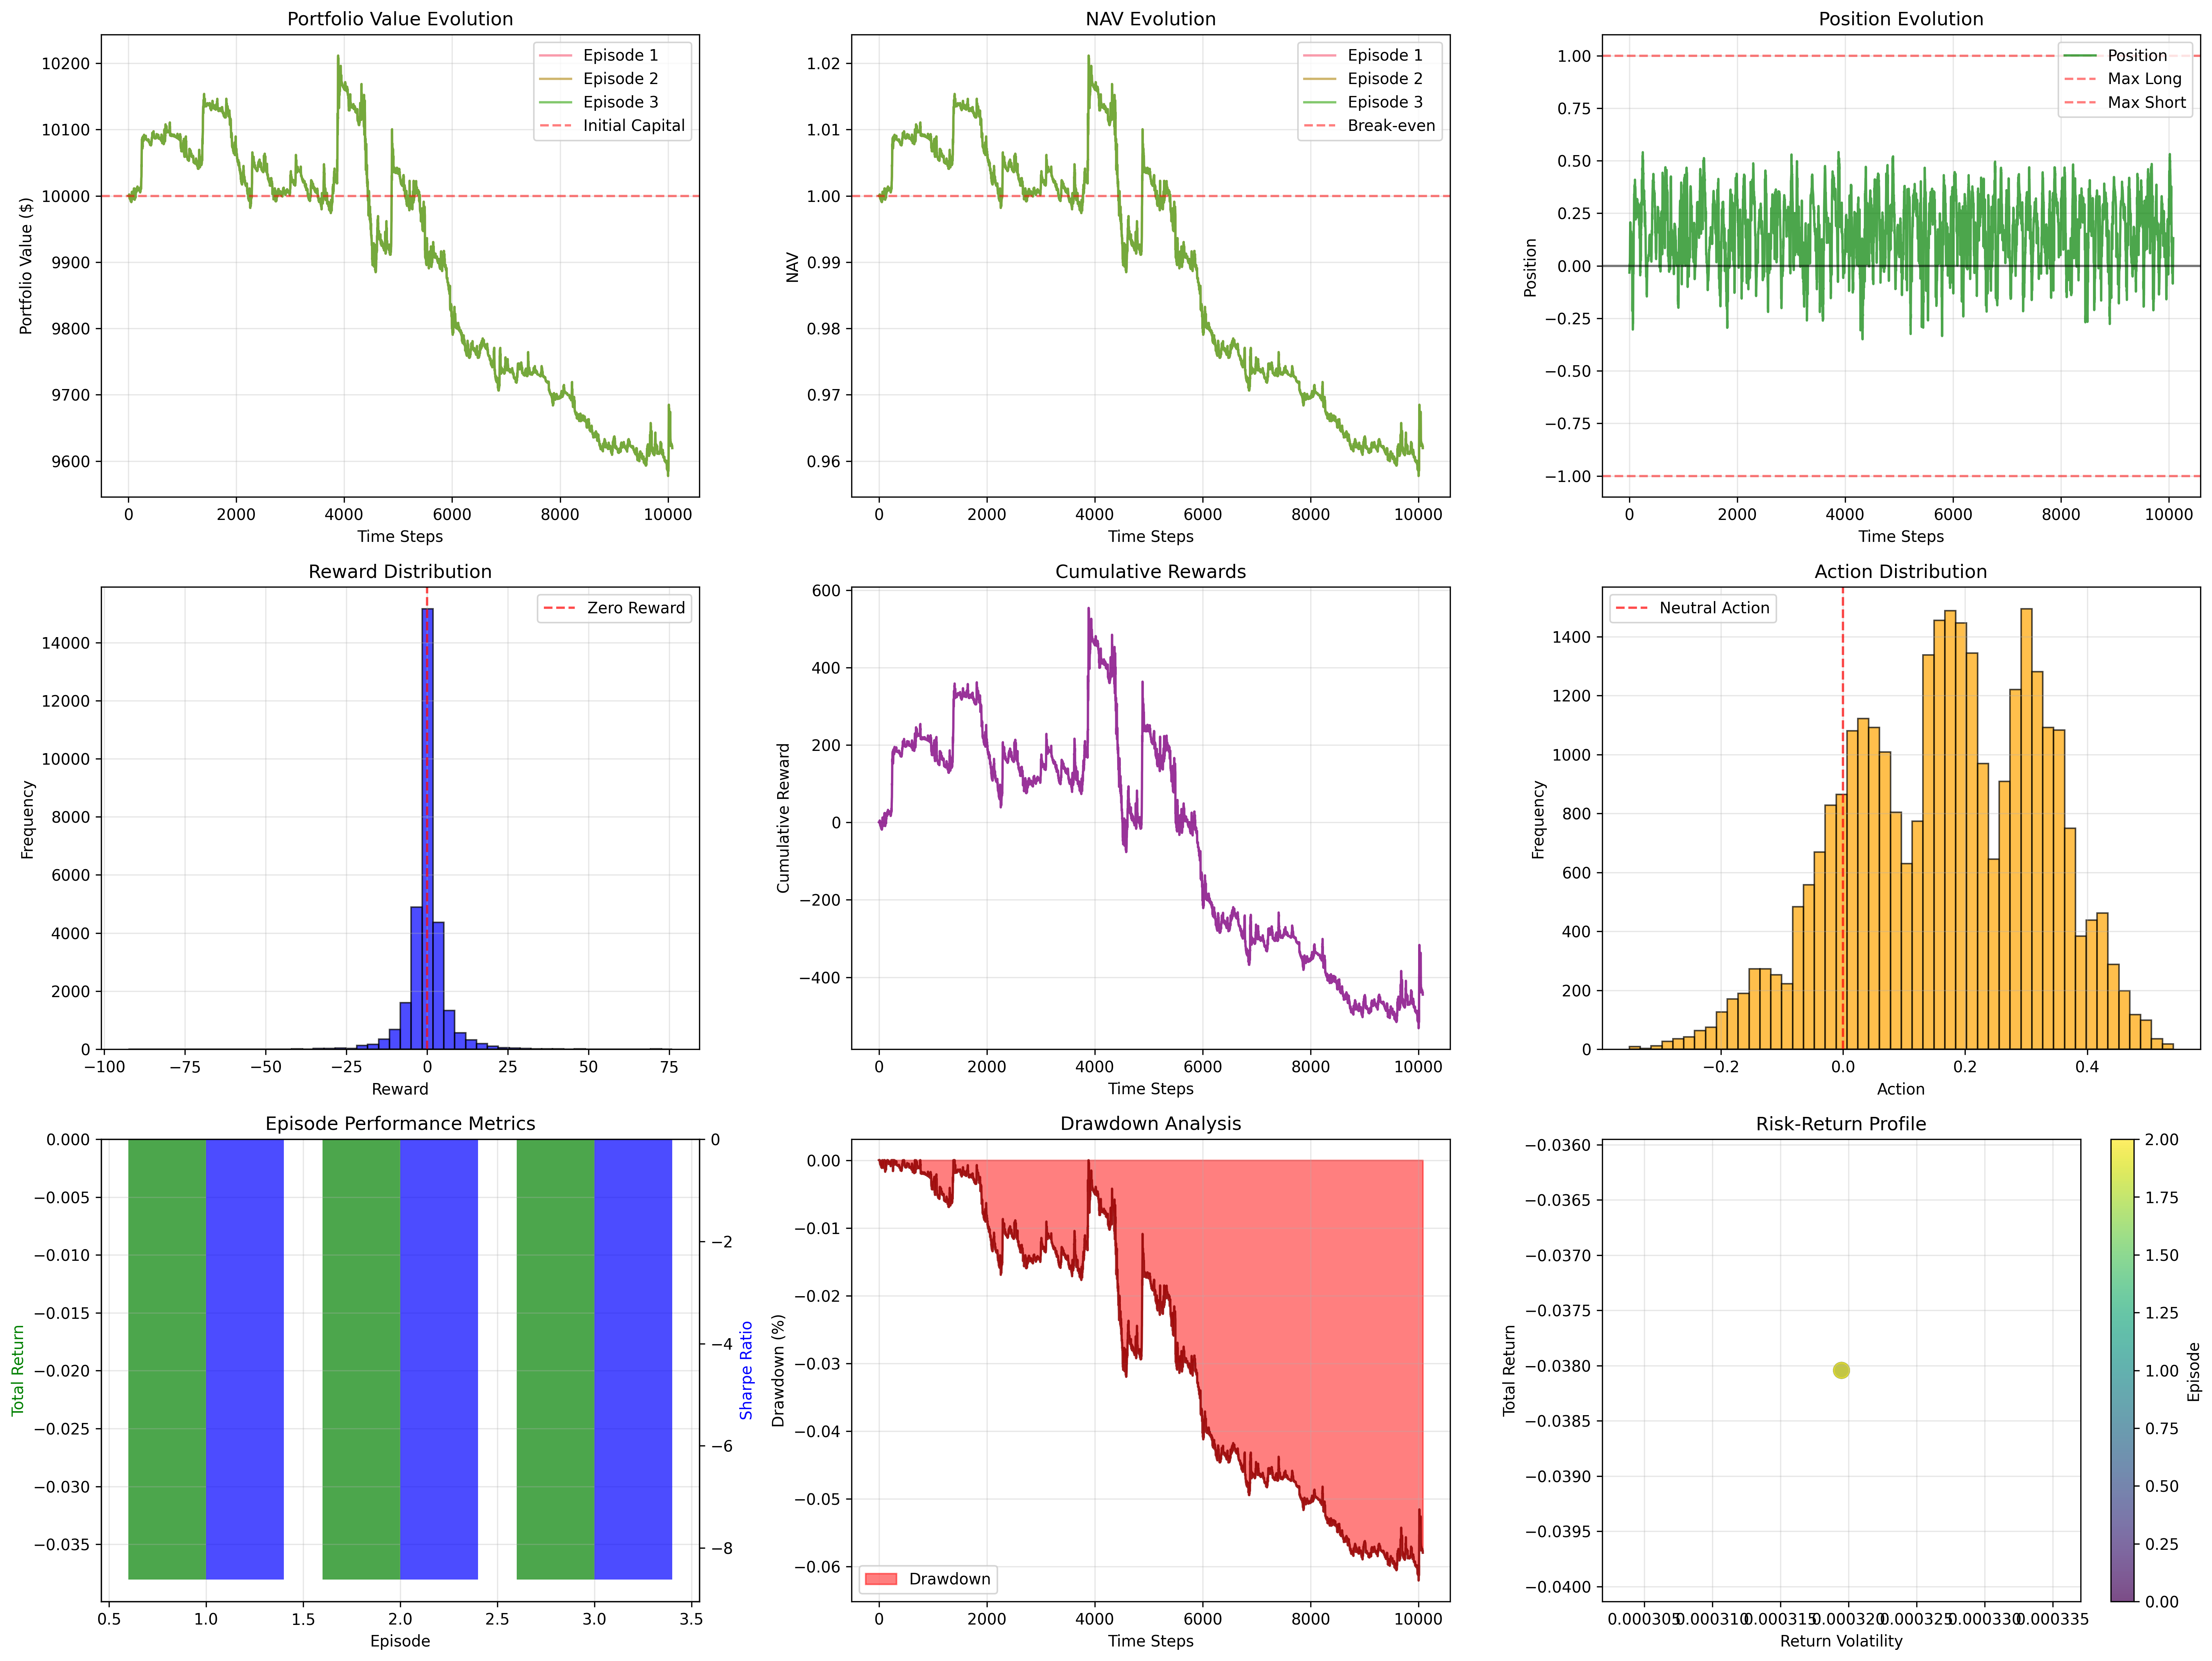 Portfolio Value Evolution
Portfolio Value ($)
10200
10100
10000
9900
9800
9700
9600
Episode 1
Episode 2
Episode 3
Initial Capital
0 2000 4000 6000 8000 10000
Time Steps
NAV Evolution
NAV
1.02
1.01
1.00
0.99
0.98
0.97
0.96
Episode 1
Episode 2
Episode 3
Break-even
0 2000 4000 6000 8000 10000
Time Steps
Position Evolution
Position
1.00
0.75
0.50
0.25
0.00
−0.25
−0.50
−0.75
−1.00
Position
Max Long
Max Short
0 2000 4000 6000 8000 10000
Time Steps
Reward Distribution
Frequency
14000
12000
10000
8000
6000
4000
2000
0
Zero Reward
−100 −75 −50 −25 0 25 50 75
Reward
Cumulative Rewards
Cumulative Reward
600
400
200
0
−200
−400
0 2000 4000 6000 8000 10000
Time Steps
Action Distribution
Frequency
1400
1200
1000
800
600
400
200
0
Neutral Action
−0.2 0.0 0.2 0.4
Action
Episode Performance Metrics
Total Return
0.000
−0.005
−0.010
−0.015
−0.020
−0.025
−0.030
−0.035
0
−2
−4
−6
−8
Sharpe Ratio
0.5 1.0 1.5 2.0 2.5 3.0 3.5
Episode
Drawdown Analysis
Drawdown (%)
0.00
−0.01
−0.02
−0.03
−0.04
−0.05
−0.06
Drawdown
0 2000 4000 6000 8000 10000
Time Steps
Risk-Return Profile
Total Return
−0.0360
−0.0365
−0.0370
−0.0375
−0.0380
−0.0385
−0.0390
−0.0395
−0.0400
0.000305 0.000310 0.000315 0.000320 0.000325 0.000330 0.000335
Return Volatility
2.00
1.75
1.50
1.25
1.00
0.75
0.50
0.25
0.00
Episode